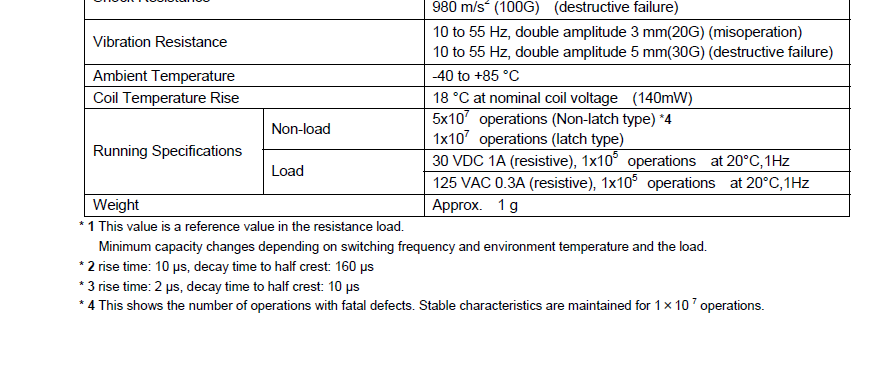 980 m/s² (100G) (destructive failure)
Vibration Resistance
10 to 55 Hz, double amplitude 3 mm(20G) (misoperation)
10 to 55 Hz, double amplitude 5 mm(30G) (destructive failure)
Ambient Temperature
-40 to +85 °C
Coil Temperature Rise
18 °C at nominal coil voltage (140mW)
Running Specifications
Non-load
5x10⁷ operations (Non-latch type) *4
1x10⁷ operations (latch type)
Load
30 VDC 1A (resistive), 1x10⁵ operations at 20°C,1Hz
125 VAC 0.3A (resistive), 1x10⁵ operations at 20°C,1Hz
Weight
Approx. 1 g
* 1 This value is a reference value in the resistance load.
Minimum capacity changes depending on switching frequency and environment temperature and the load.
* 2 rise time: 10 µs, decay time to half crest: 160 µs
* 3 rise time: 2 µs, decay time to half crest: 10 µs
* 4 This shows the number of operations with fatal defects. Stable characteristics are maintained for 1 × 10 ⁷ operations.